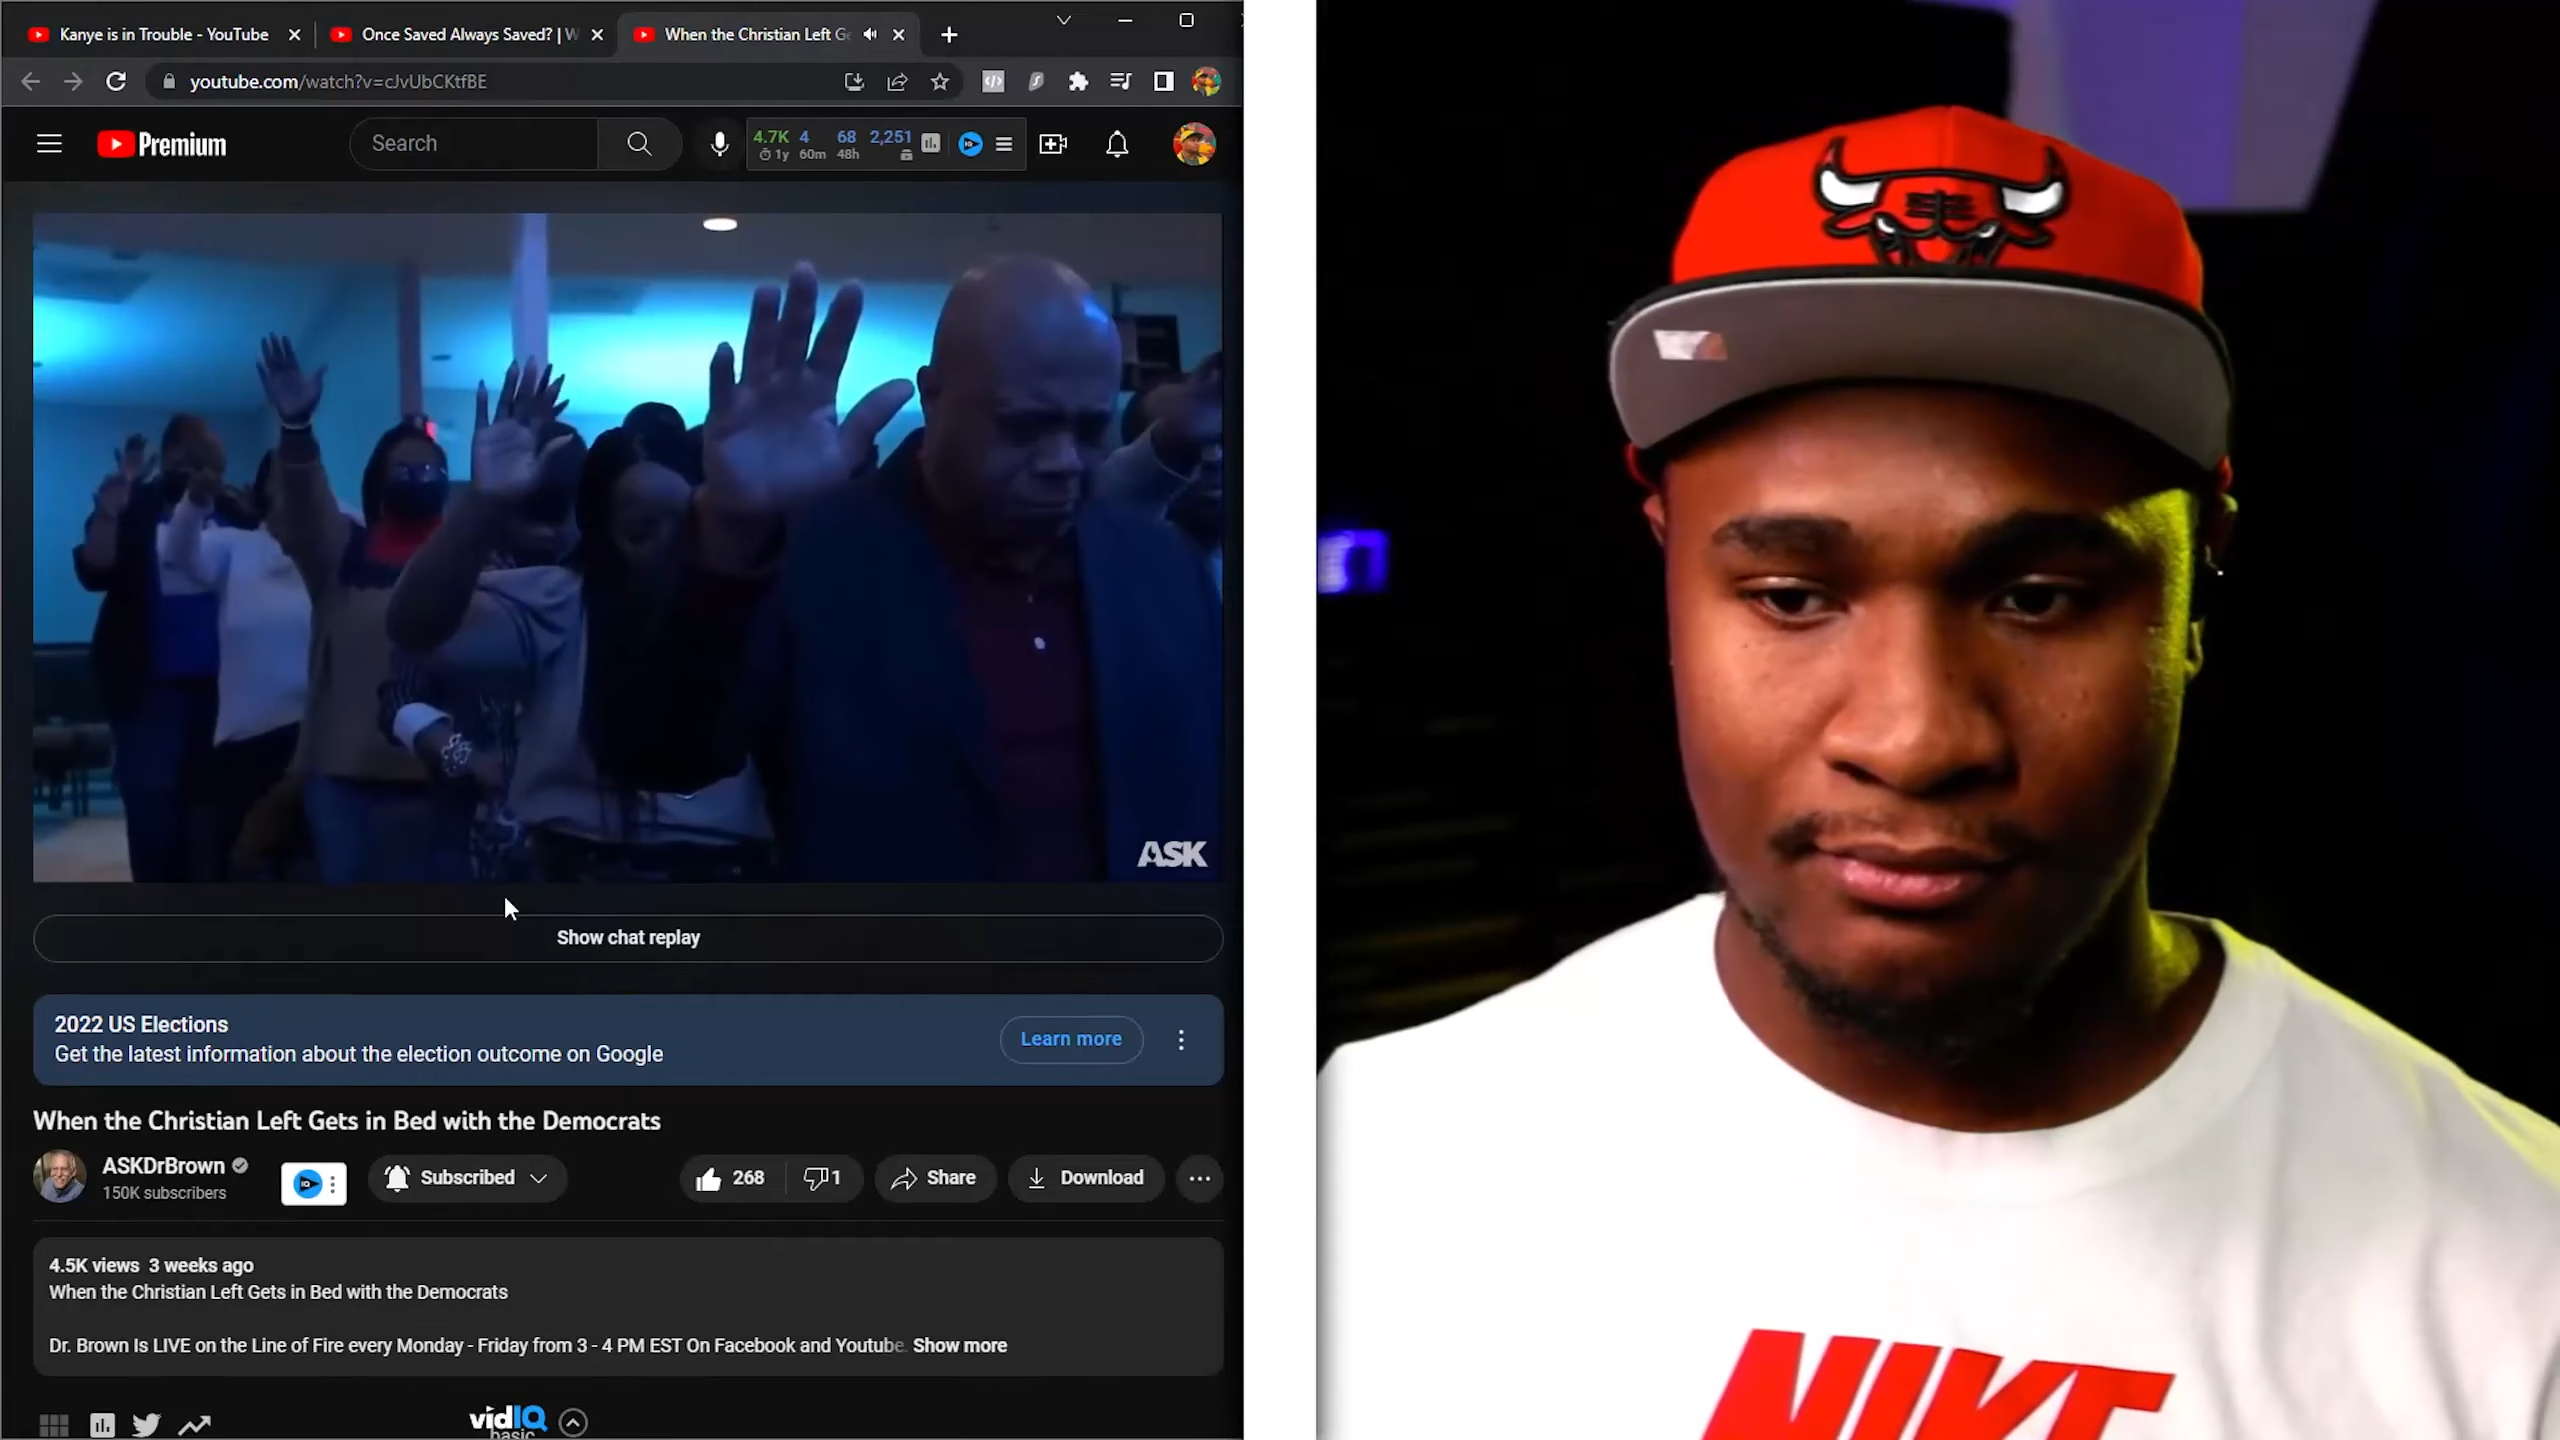 Kanye is in Trouble - YouTube
Once Saved Always Saved? | W
When the Christian Left Ge
youtube.com/watch?v=cJvUbCKtfBE
Premium
Search
4.7K 4 68 2,251
1y 60m 48h
ASK
Show chat replay
2022 US Elections
Get the latest information about the election outcome on Google
Learn more
When the Christian Left Gets in Bed with the Democrats
ASKDrBrown
150K subscribers
Subscribed
268
1
Share
Download
4.5K views 3 weeks ago
When the Christian Left Gets in Bed with the Democrats
Dr. Brown Is LIVE on the Line of Fire every Monday - Friday from 3 - 4 PM EST On Facebook and Youtube. Show more
vidIQ
basic
NIKE